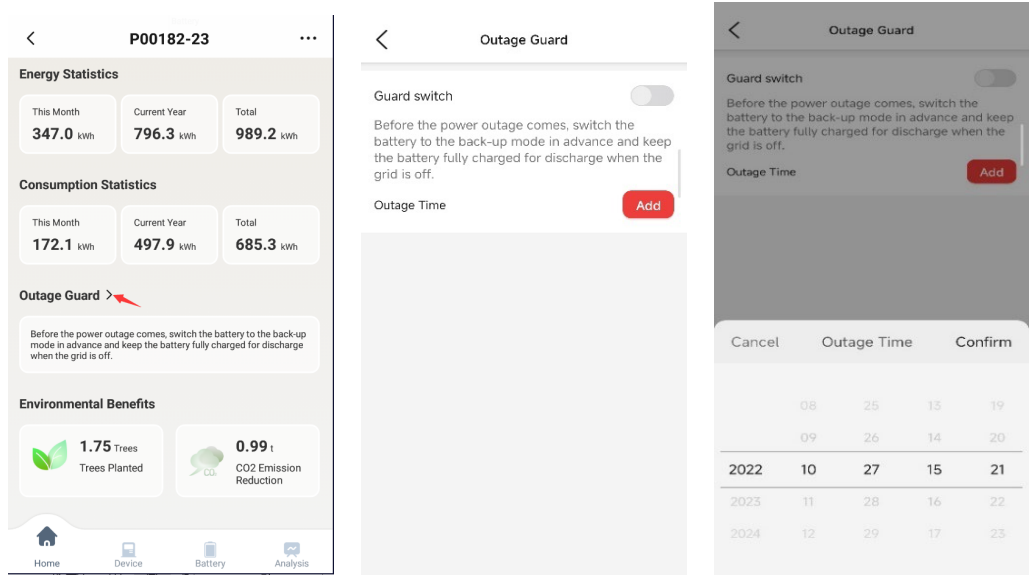 P00182-23
Energy Statistics
This Month
347.0 kWh
Current Year
796.3 kWh
Total
989.2 kWh
Consumption Statistics
This Month
172.1 kWh
Current Year
497.9 kWh
Total
685.3 kWh
Outage Guard
Before the power outage comes, switch the battery to the back-up
mode in advance and keep the battery fully charged for discharge
when the grid is off.
Environmental Benefits
1.75 Trees
Trees Planted
CO2
0.99 t
CO2 Emission
Reduction
Home
Device
Battery
Analysis
Outage Guard
Guard switch
Before the power outage comes, switch the
battery to the back-up mode in advance and keep
the battery fully charged for discharge when the
grid is off.
Outage Time
Add
Outage Guard
Guard switch
Before the power outage comes, switch the
battery to the back-up mode in advance and keep
the battery fully charged for discharge when the
grid is off.
Outage Time
Add
Cancel Outage Time Confirm
08 25 13 19
09 26 14 20
2022 10 27 15 21
2023 11 28 16 22
2024 12 29 17 23